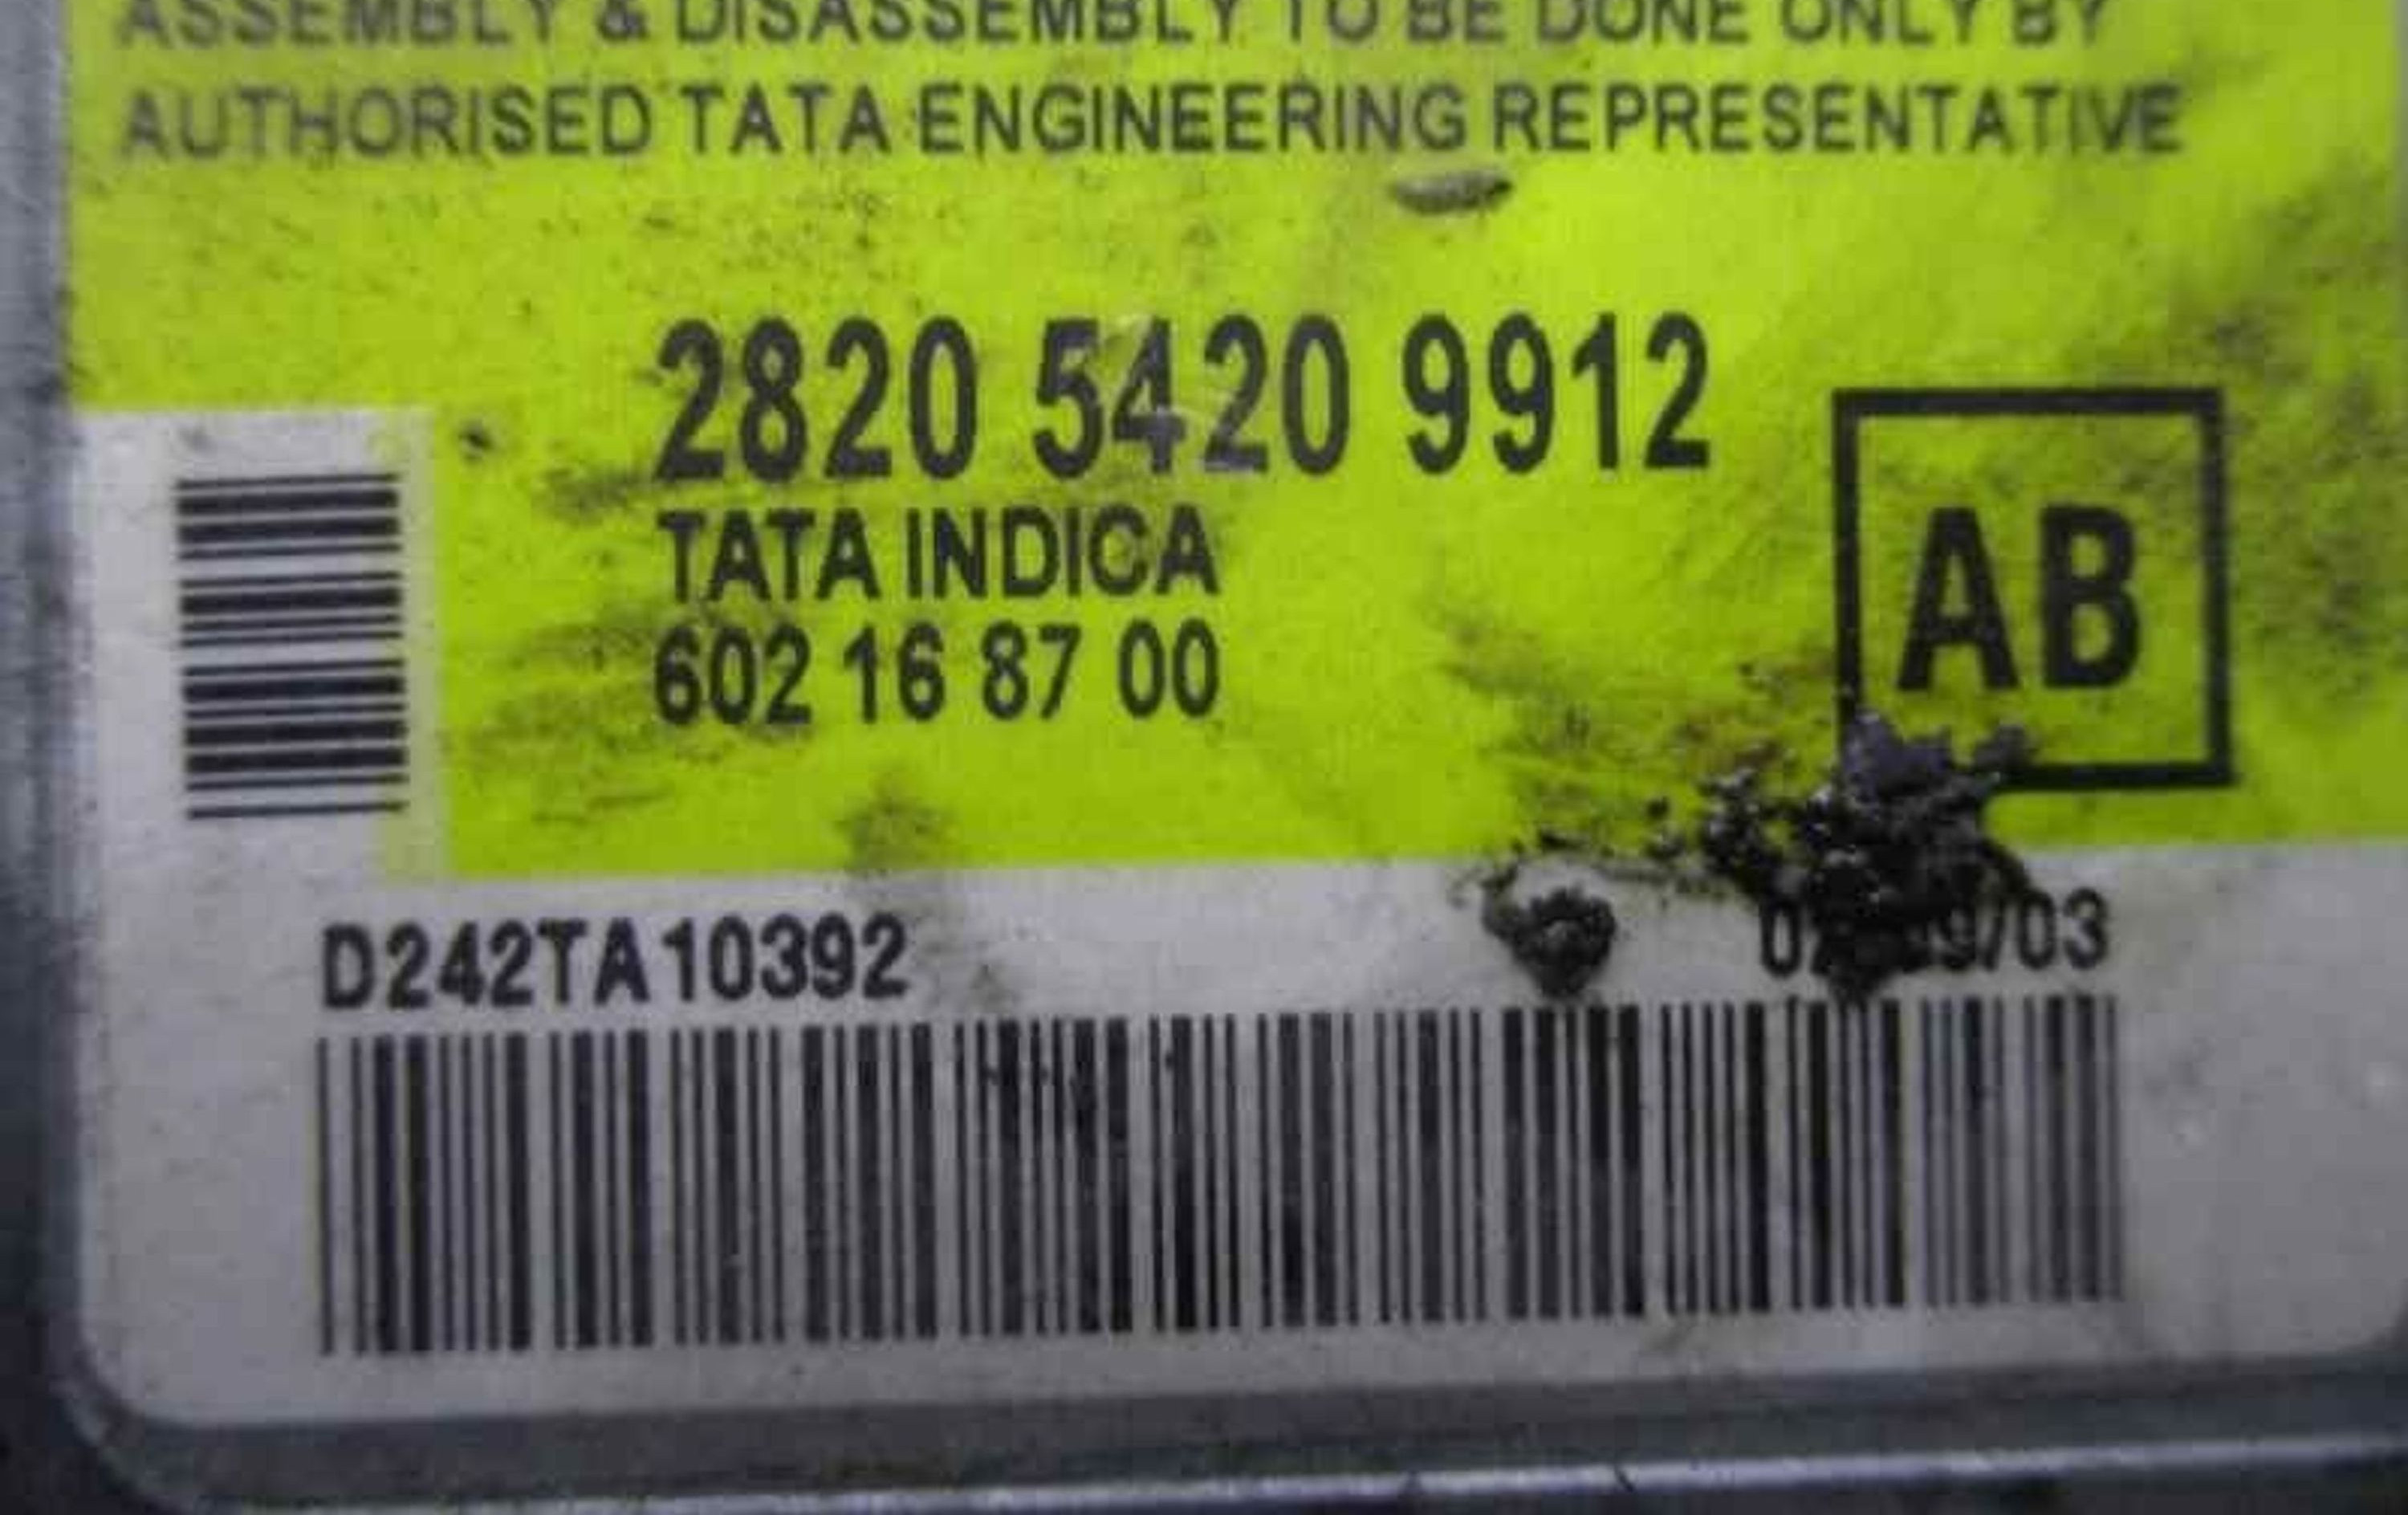 ASSEMBLY & DISASSEMBLY TO BE DONE ONLY BY
AUTHORISED TATA ENGINEERING REPRESENTATIVE
2820 5420 9912
TATA INDICA
602 16 87 00
AB
D242TA10392